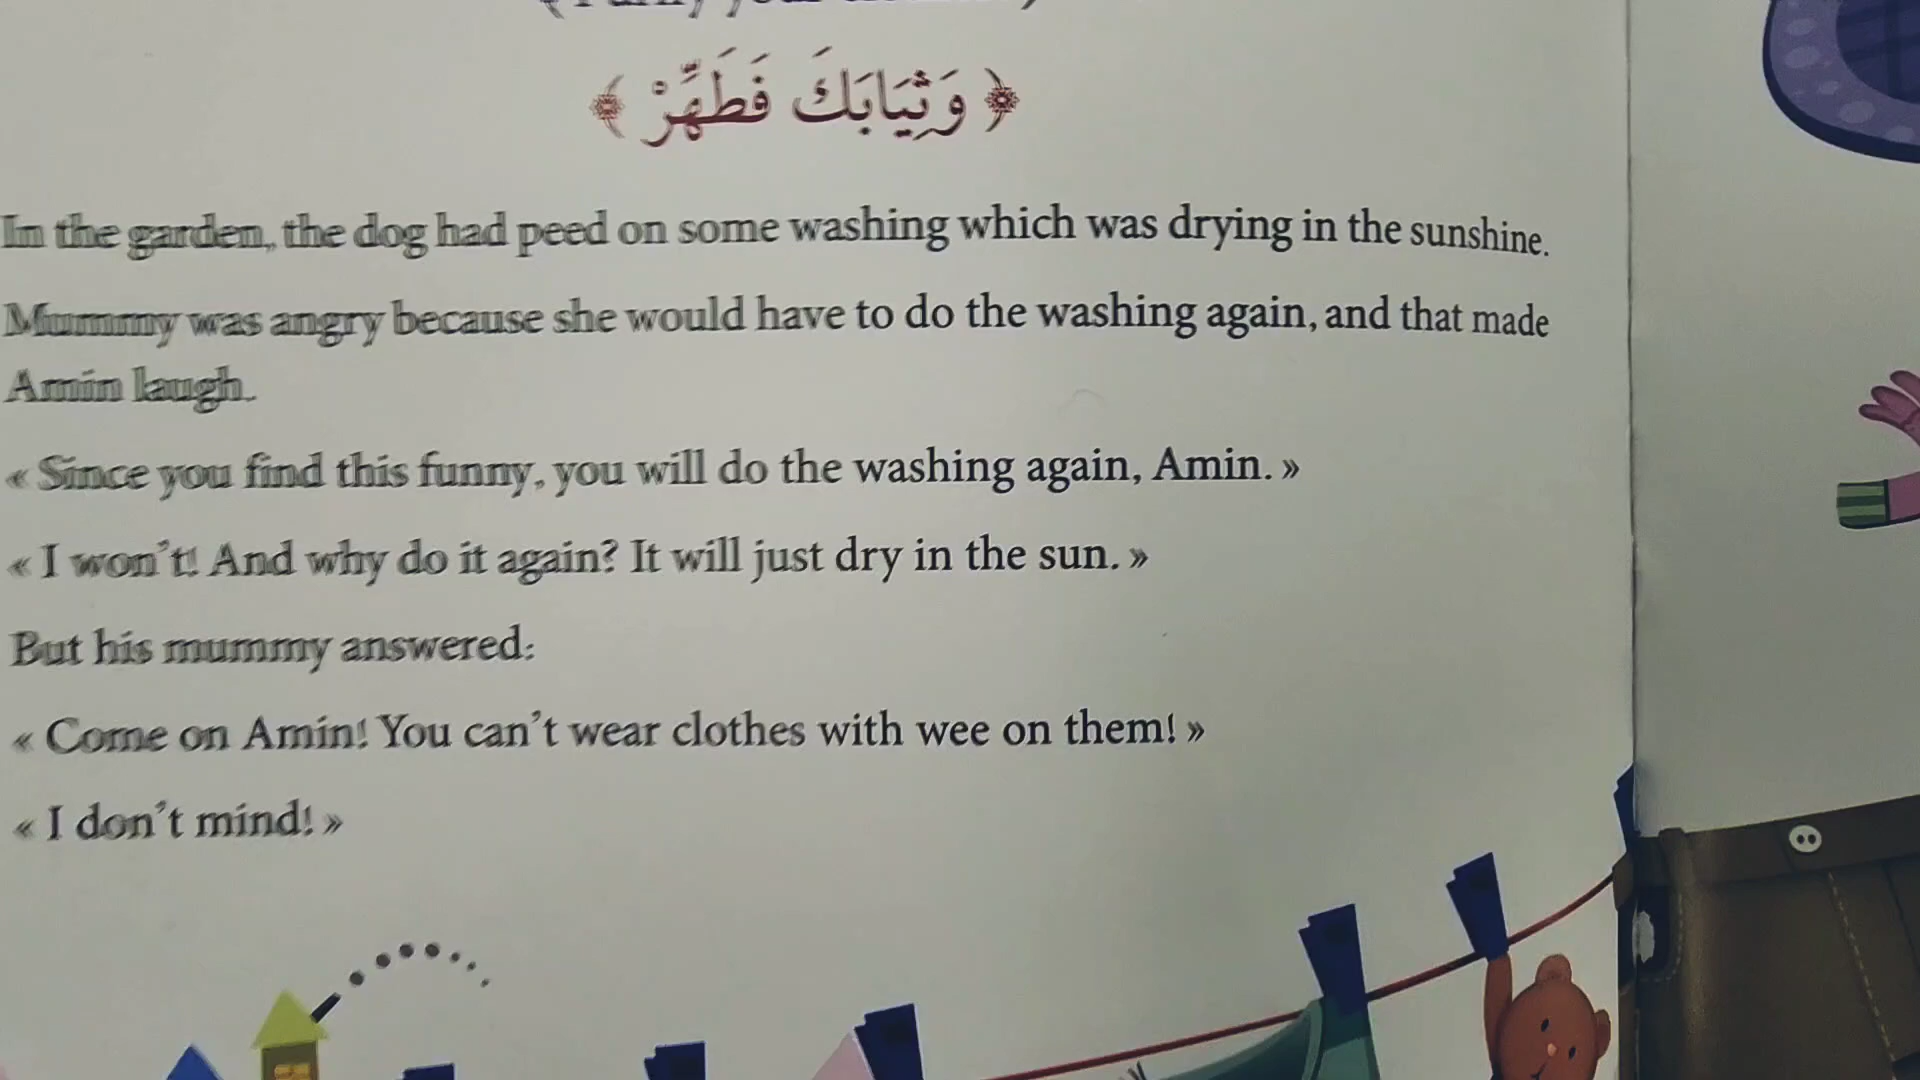 ﴿ وَثِيَابَكَ فَطَهِّرْ ﴾
In the garden, the dog had peed on some washing which was drying in the sunshine.
Mummy was angry because she would have to do the washing again, and that made
Amin laugh.
« Since you find this funny, you will do the washing again, Amin. »
« I won't! And why do it again? It will just dry in the sun. »
But his mummy answered:
« Come on Amin! You can't wear clothes with wee on them! »
« I don't mind! »